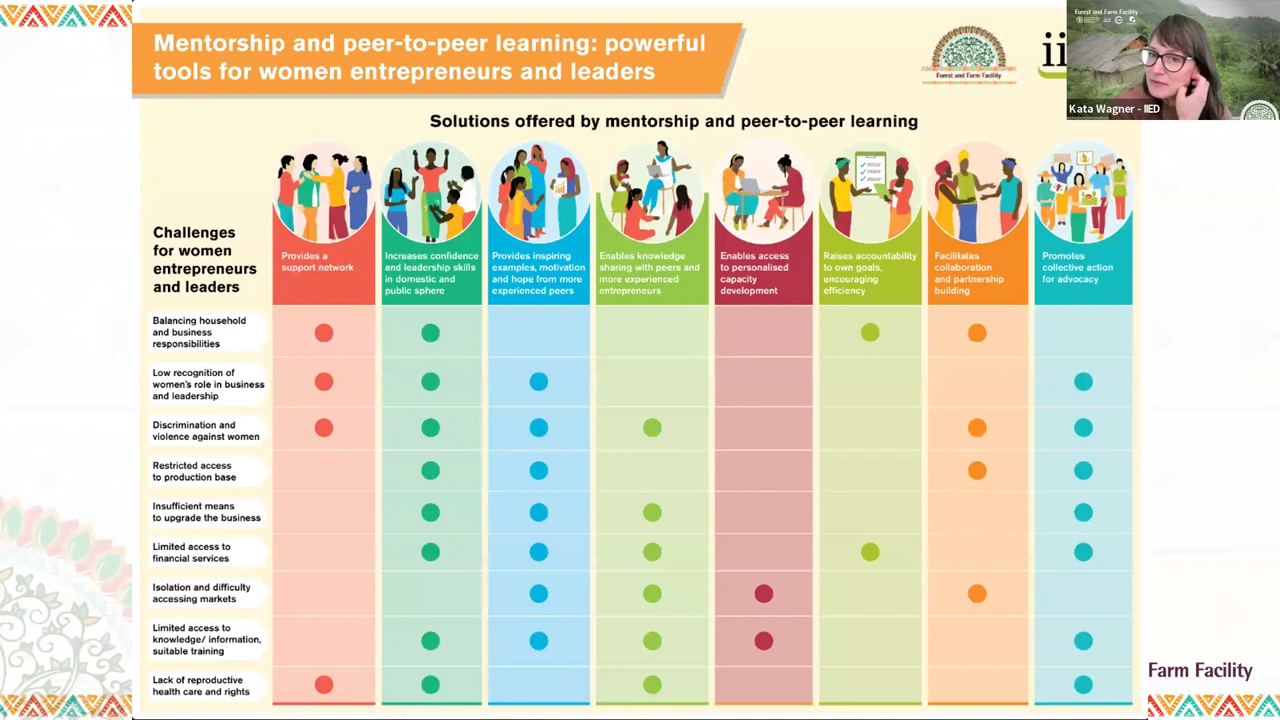 Mentorship and peer-to-peer learning: powerful
tools for women entrepreneurs and leaders
Forest and Farm Facility
Forest and Farm Facility
Kata Wagner - IIED
Solutions offered by mentorship and peer-to-peer learning
Challenges
for women
entrepreneurs
and leaders
Provides a
support network
Increases confidence
and leadership skills
in domestic and
public sphere
Provides inspiring
examples, motivation
and hope from more
experienced peers
Enables knowledge
sharing with peers and
more experienced
entrepreneurs
Enables access
to personalised
capacity
development
Raises accountability
to own goals,
encouraging
efficiency
Facilitates
collaboration
and partnership
building
Promotes
collective action
for advocacy
Balancing household
and business
responsibilities
Low recognition of
women's role in business
and leadership
Discrimination and
violence against women
Restricted access
to production base
Insufficient means
to upgrade the business
Limited access to
financial services
Isolation and difficulty
accessing markets
Limited access to
knowledge/ information,
suitable training
Lack of reproductive
health care and rights
Farm Facility